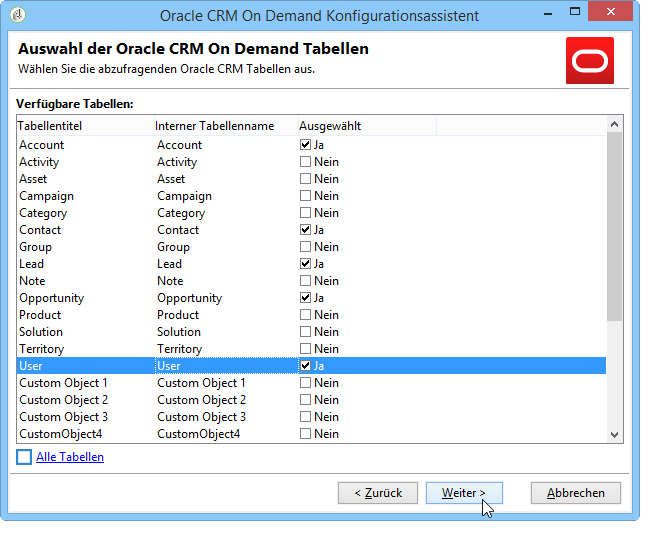 Oracle CRM On Demand Konfigurationsassistent
Auswahl der Oracle CRM On Demand Tabellen
Wählen Sie die abzufragenden Oracle CRM Tabellen aus.
Verfügbare Tabellen:
Tabellentitel Interner Tabellenname Ausgewählt
Account Account Ja
Activity Activity Nein
Asset Asset Nein
Campaign Campaign Nein
Category Category Nein
Contact Contact Ja
Group Group Nein
Lead Lead Ja
Note Note Nein
Opportunity Opportunity Ja
Product Product Nein
Solution Solution Nein
Territory Territory Nein
User User Ja
Custom Object 1 Custom Object 1 Nein
Custom Object 2 Custom Object 2 Nein
Custom Object 3 Custom Object 3 Nein
CustomObject4 CustomObject4 Nein
Alle Tabellen
< Zurück Weiter > Abbrechen